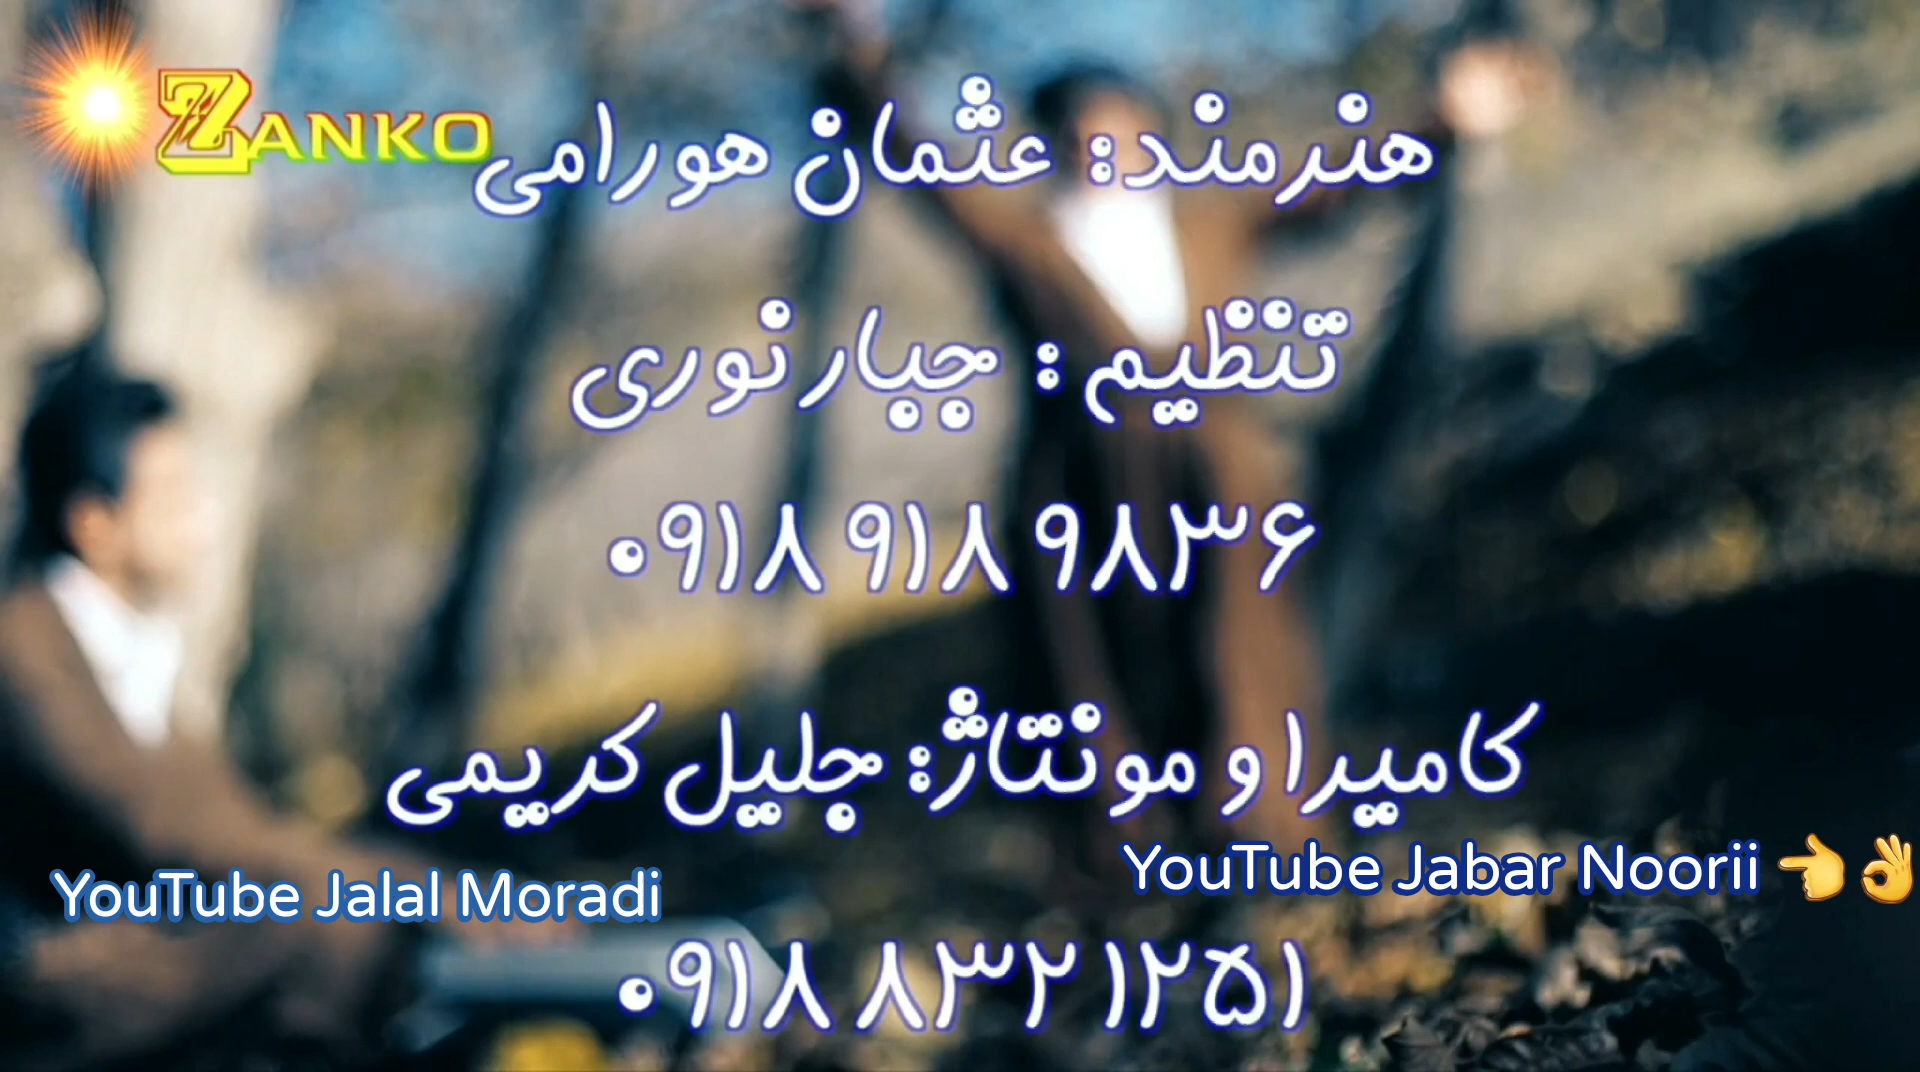 ZANKO
هنرمند: عثمان هورامی
تنظیم : جبار نوری
۰۹۱۸ ۹۱۸ ۹۸۳۶
کامیرا و مونتاژ: جلیل کریمی
YouTube Jabar Noorii 👈👌
YouTube Jalal Moradi
۰۹۱۸ ۸۳۲ ۱۲۵۱